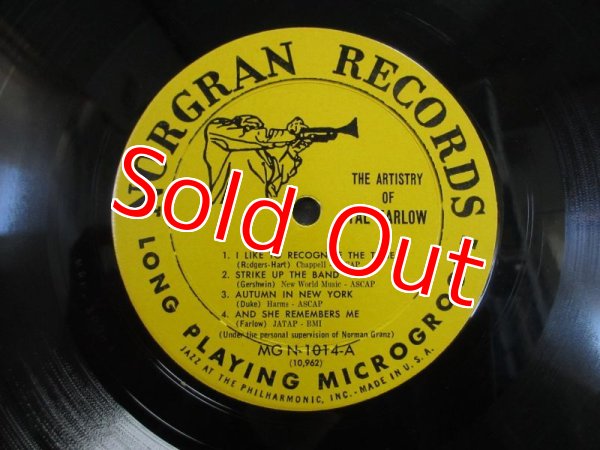 NORGRAN RECORDS
THE ARTISTRY
OF
TAL FARLOW
Sold Out
1. I LIKE TO RECOGNIZE THE TUNE
(Rodgers-Hart) Chappell - ASCAP
2. STRIKE UP THE BAND
(Gershwin) New World Music - ASCAP
3. AUTUMN IN NEW YORK
(Duke) Harms - ASCAP
4. AND SHE REMEMBERS ME
(Farlow) JATAP - BMI
(Under the personal supervision of Norman Granz)
MG N-1014-A
(10,962)
LONG PLAYING MICROGROOVE
JAZZ AT THE PHILHARMONIC, INC.-MADE IN U.S.A.